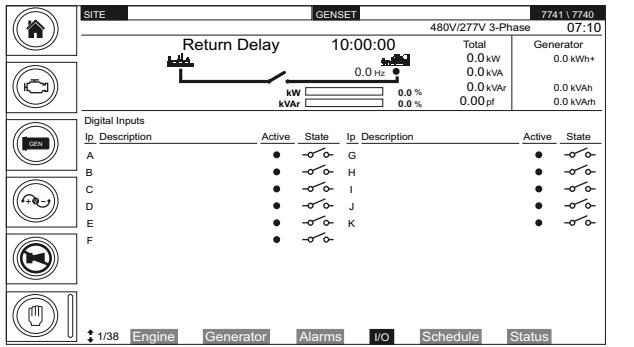 SITE GENSET 7741 \ 7740
480V/277V 3-Phase 07:10
Return Delay 10:00:00 Total Generator
0.0 kW 0.0 kWh+
0.0 Hz 0.0 kVA
kW 0.0 % 0.0 kVAr 0.0 kVAh
kVAr 0.0 % 0.00 pf 0.0 kVArh
Digital Inputs
Ip Description Active State Ip Description Active State
A G
B H
C I
D J
E K
F
GEN
1/38 Engine Generator Alarms I/O Schedule Status